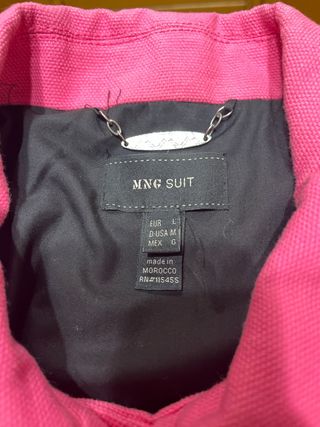 MNG SUIT
EUR L
D-USA M
MEX G
made in
MOROCCO
RN#115455